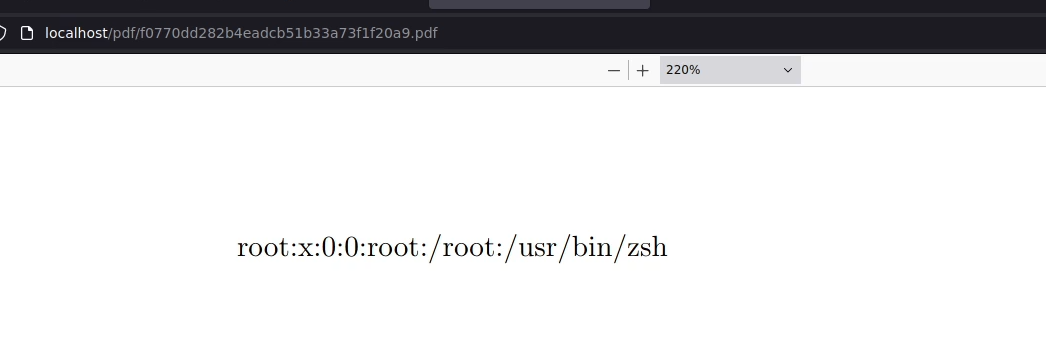 localhost/pdf/f0770dd282b4eadcb51b33a73f1f20a9.pdf
− + 220%
root:x:0:0:root:/root:/usr/bin/zsh